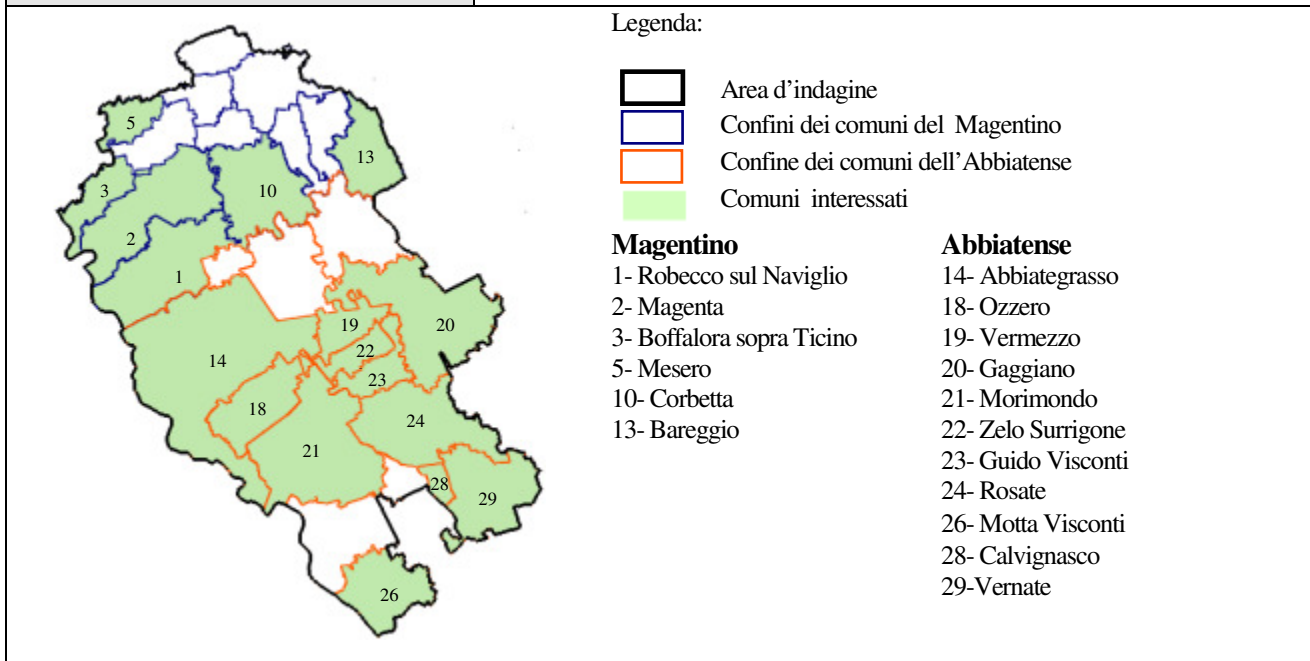 Legenda:
Area d'indagine
Confini dei comuni del Magentino
Confine dei comuni dell'Abbiatense
Comuni interessati
Magentino
1- Robecco sul Naviglio
2- Magenta
3- Boffalora sopra Ticino
5- Mesero
10- Corbetta
13- Bareggio
Abbiatense
14- Abbiategrasso
18- Ozzero
19- Vermezzo
20- Gaggiano
21- Morimondo
22- Zelo Surrigone
23- Guido Visconti
24- Rosate
26- Motta Visconti
28- Calvignasco
29-Vernate
5
13
3
10
2
1
19
20
22
14
23
18
24
21
28
29
26